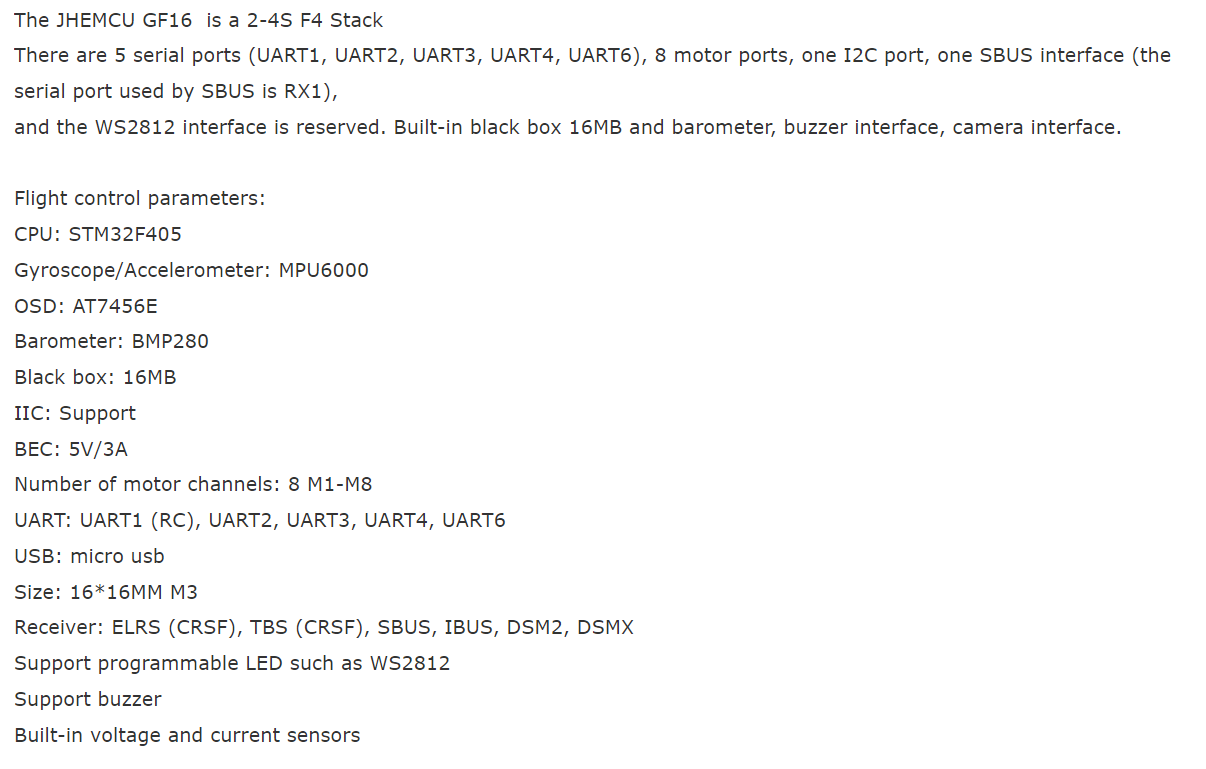 The JHEMCU GF16  is a 2-4S F4 Stack
There are 5 serial ports (UART1, UART2, UART3, UART4, UART6), 8 motor ports, one I2C port, one SBUS interface (the
serial port used by SBUS is RX1),
and the WS2812 interface is reserved. Built-in black box 16MB and barometer, buzzer interface, camera interface.
Flight control parameters:
CPU: STM32F405
Gyroscope/Accelerometer: MPU6000
OSD: AT7456E
Barometer: BMP280
Black box: 16MB
IIC: Support
BEC: 5V/3A
Number of motor channels: 8 M1-M8
UART: UART1 (RC), UART2, UART3, UART4, UART6
USB: micro usb
Size: 16*16MM M3
Receiver: ELRS (CRSF), TBS (CRSF), SBUS, IBUS, DSM2, DSMX
Support programmable LED such as WS2812
Support buzzer
Built-in voltage and current sensors